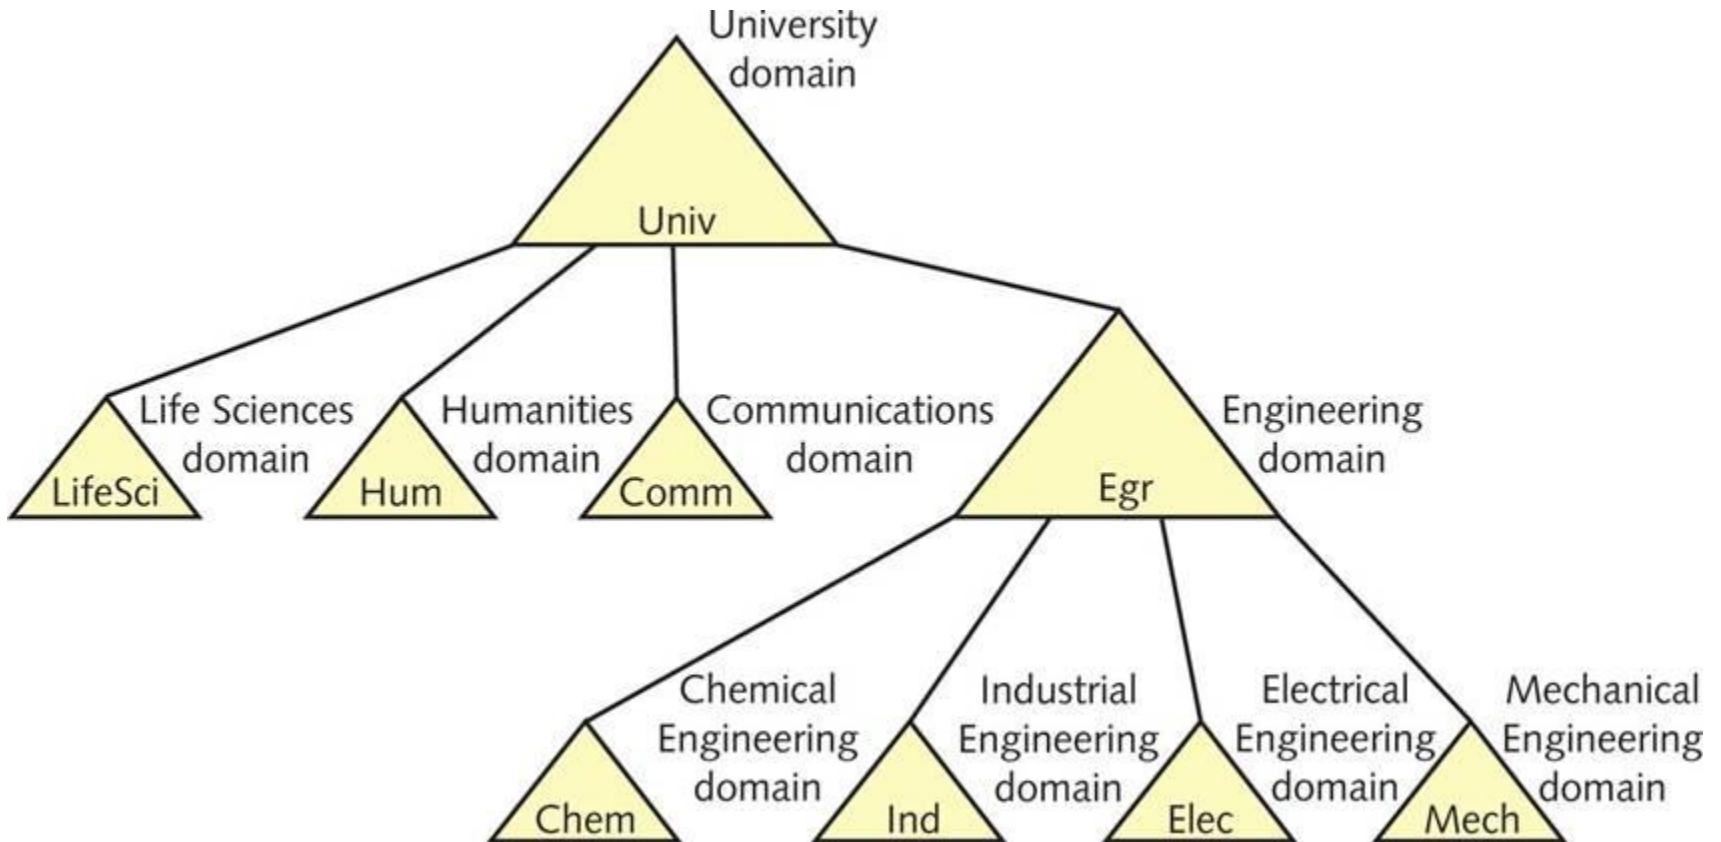 University
domain
Univ
Life Sciences
domain
LifeSci
Humanities
domain
Hum
Communications
domain
Comm
Engineering
domain
Egr
Chemical
Engineering
domain
Chem
Industrial
Engineering
domain
Ind
Electrical
Engineering
domain
Elec
Mechanical
Engineering
domain
Mech